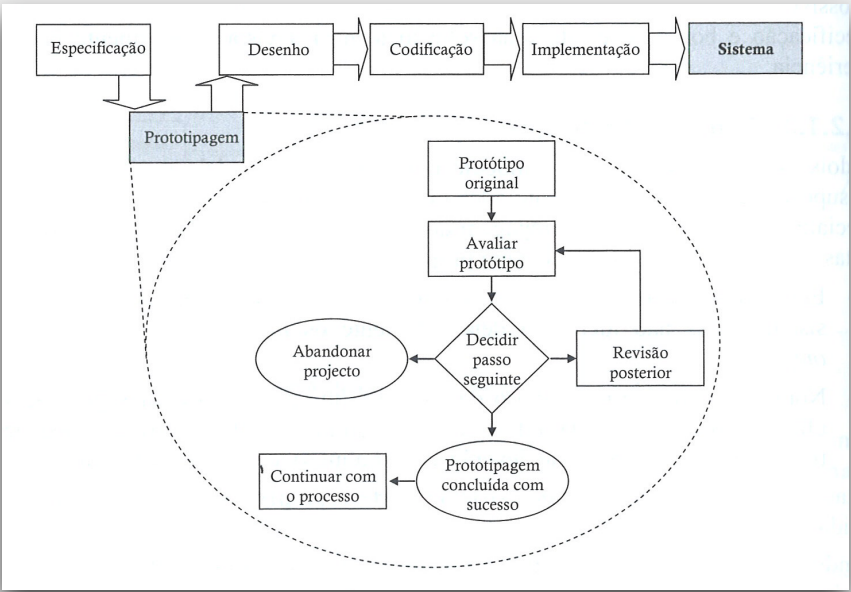 Especificação
Desenho
Codificação
Implementação
Sistema
Prototipagem
Protótipo
original
Avaliar
protótipo
Decidir
passo
seguinte
Abandonar
projecto
Revisão
posterior
Prototipagem
concluída com
sucesso
Continuar com
o processo